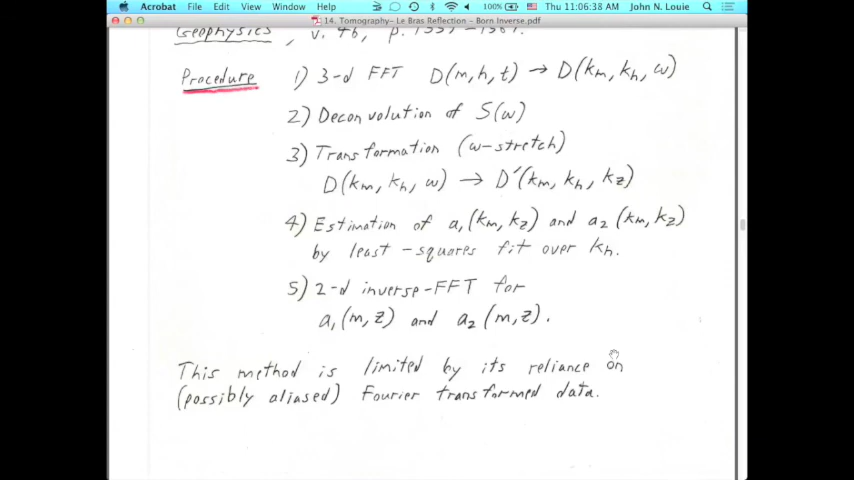 Acrobat File Edit View Window Help 100% Thu 11:06:38 AM John N. Louie
14. Tomography- Le Bras Reflection - Born Inverse.pdf
Geophysics, v. 46, p.
Procedure 1) 3-d FFT D(m,h,t) → D(km, kh, ω)
2) Deconvolution of S(ω)
3) Transformation (ω-stretch)
D(km, kh, ω) → D′(km, kh, kz)
4) Estimation of a₁(km,kz) and a₂(km,kz)
by least-squares fit over kh.
5) 2-d inverse-FFT for
a₁(m,z) and a₂(m,z).
This method is limited by its reliance on
(possibly aliased) Fourier transformed data.